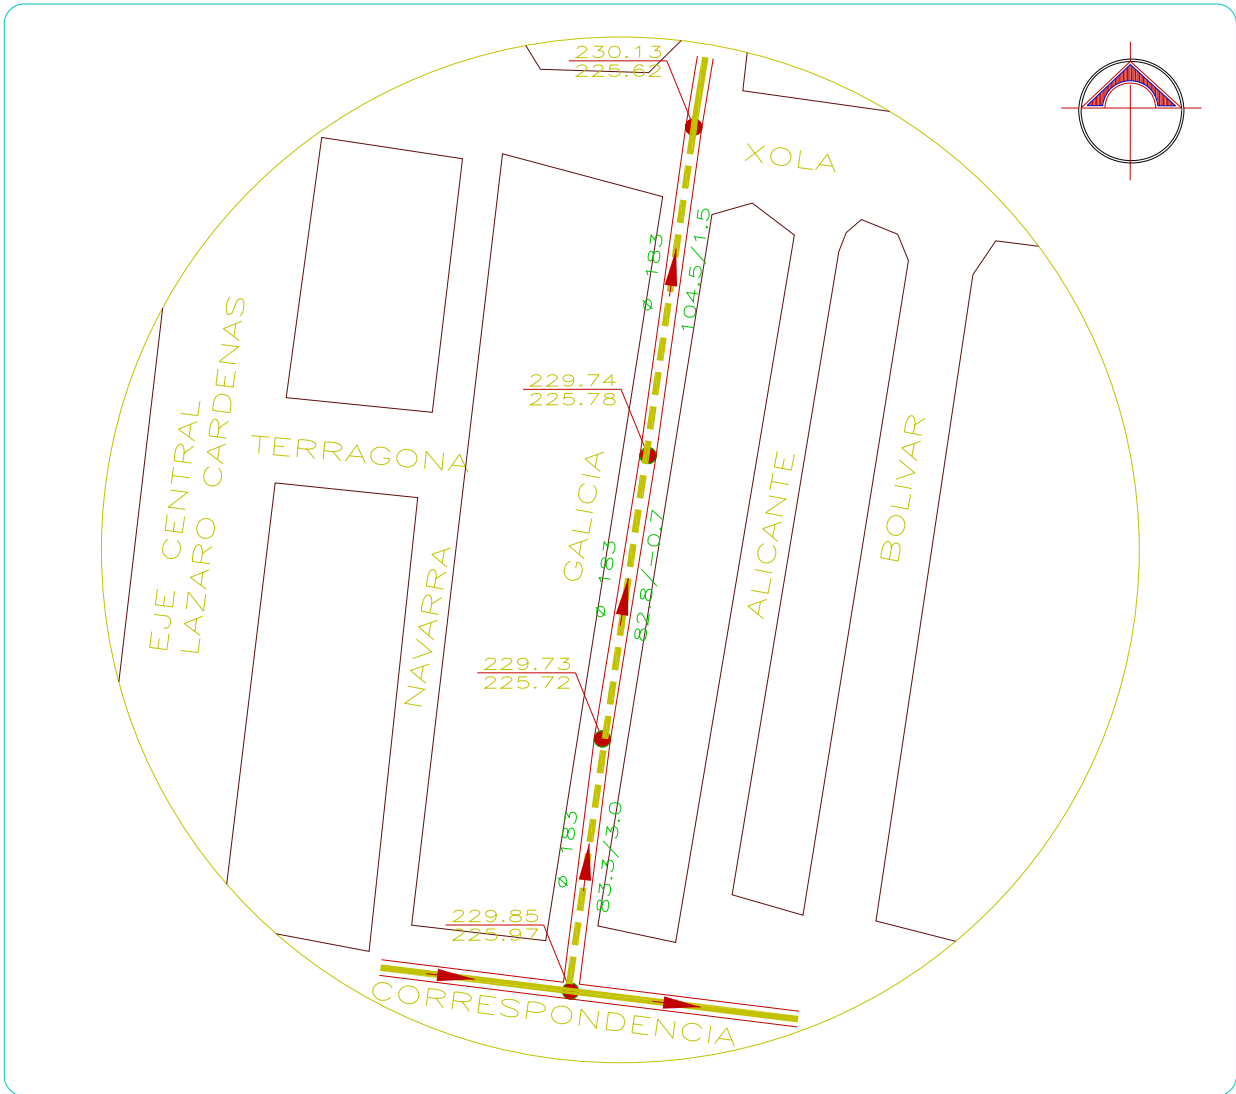 230.13
225.62
XOLA
ø 183
104.5/1.5
229.74
225.78
EJE CENTRAL
LAZARO CARDENAS
TERRAGONA
NAVARRA
GALICIA
ALICANTE
BOLIVAR
ø 183
82.8/-0.7
229.73
225.72
ø 183
83.3/3.0
229.85
225.97
CORRESPONDENCIA